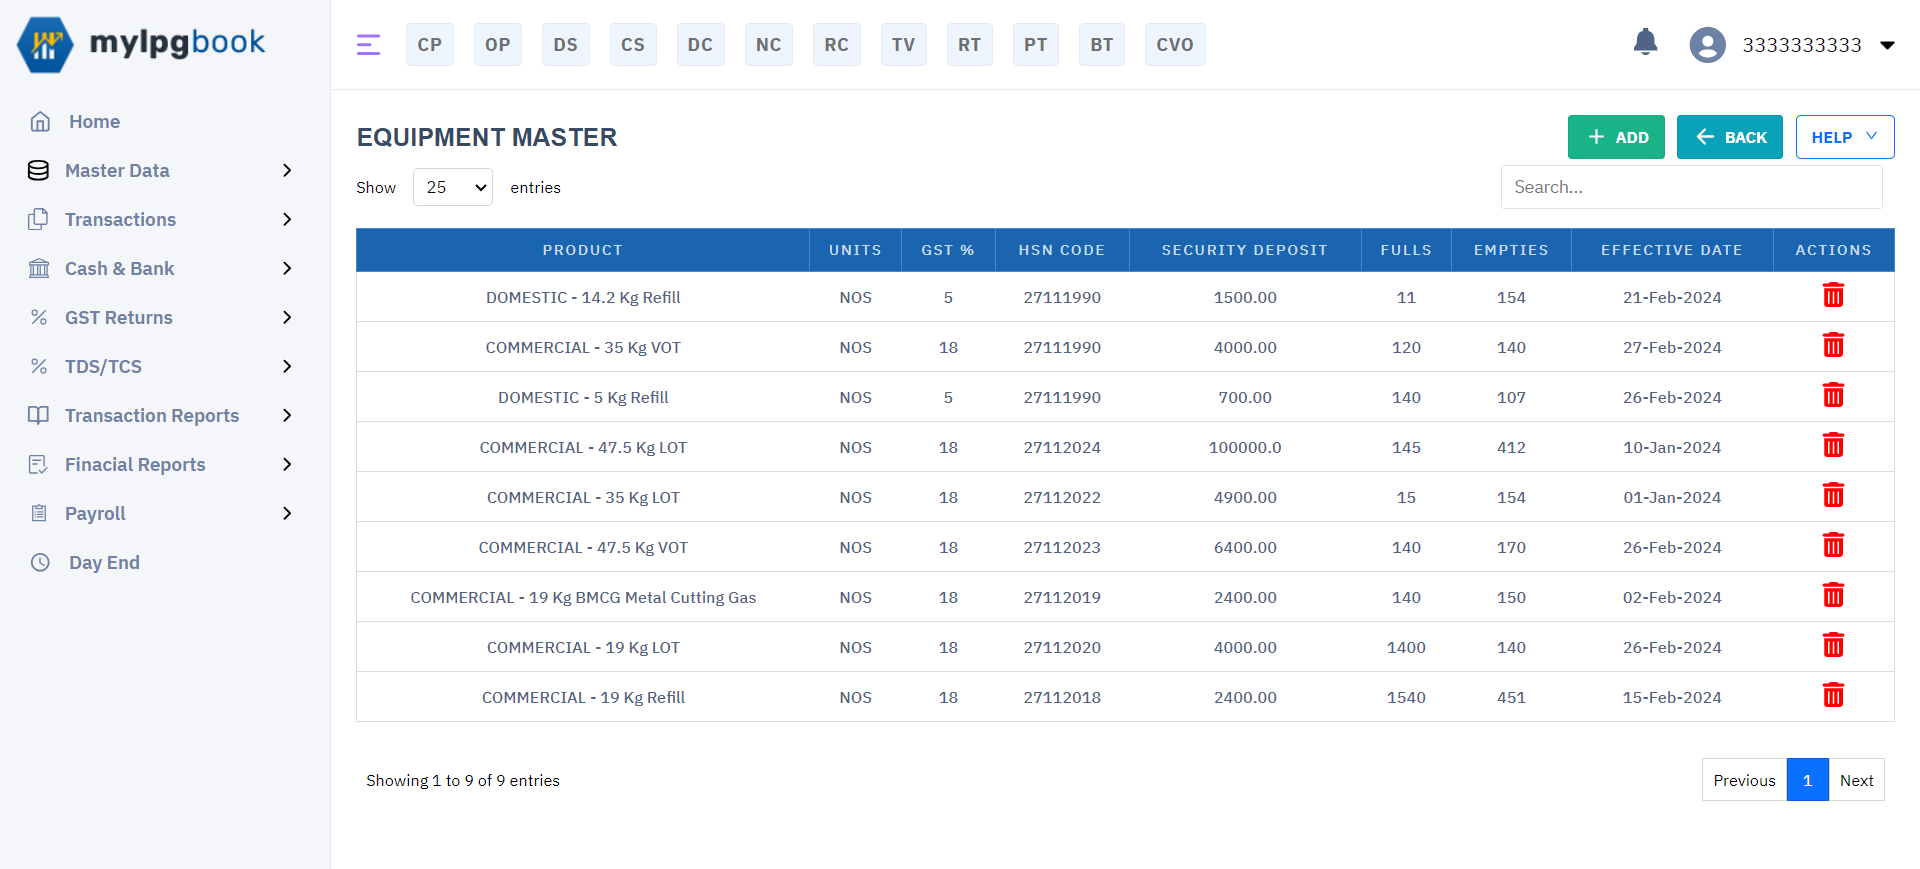 mylpgbook
CP OP DS CS DC NC RC TV RT PT BT CVO
3333333333
Home
Master Data
Transactions
Cash & Bank
GST Returns
TDS/TCS
Transaction Reports
Finacial Reports
Payroll
Day End
EQUIPMENT MASTER
ADD BACK HELP
Show 25 entries
Search...
PRODUCT UNITS GST % HSN CODE SECURITY DEPOSIT FULLS EMPTIES EFFECTIVE DATE ACTIONS
DOMESTIC - 14.2 Kg Refill NOS 5 27111990 1500.00 11 154 21-Feb-2024
COMMERCIAL - 35 Kg VOT NOS 18 27111990 4000.00 120 140 27-Feb-2024
DOMESTIC - 5 Kg Refill NOS 5 27111990 700.00 140 107 26-Feb-2024
COMMERCIAL - 47.5 Kg LOT NOS 18 27112024 100000.0 145 412 10-Jan-2024
COMMERCIAL - 35 Kg LOT NOS 18 27112022 4900.00 15 154 01-Jan-2024
COMMERCIAL - 47.5 Kg VOT NOS 18 27112023 6400.00 140 170 26-Feb-2024
COMMERCIAL - 19 Kg BMCG Metal Cutting Gas NOS 18 27112019 2400.00 140 150 02-Feb-2024
COMMERCIAL - 19 Kg LOT NOS 18 27112020 4000.00 1400 140 26-Feb-2024
COMMERCIAL - 19 Kg Refill NOS 18 27112018 2400.00 1540 451 15-Feb-2024
Showing 1 to 9 of 9 entries
Previous 1 Next